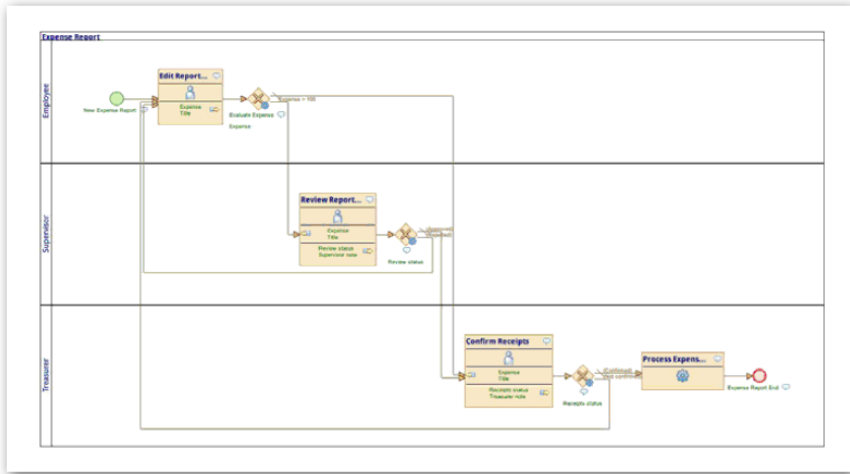 Expense Report
Employee
New Expense Report
Edit Report...
Expense
Title
Evaluate Expense
Expense
Expense > 100
Supervisor
Review Report...
Expense
Title
Review status
Supervisor note
Review status
Treasurer
Confirm Receipts
Expense
Title
Receipts status
Treasurer note
Receipts status
(Confirmed)
Process Expens...
Expense Report End